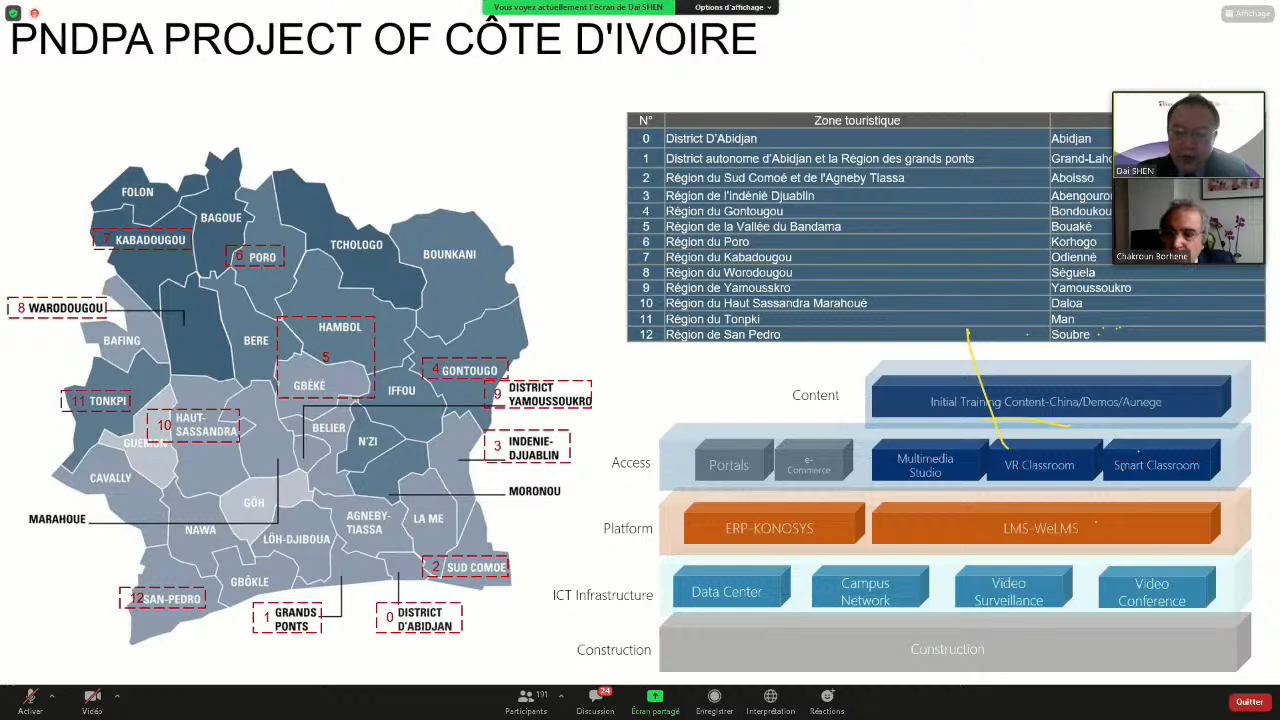 Vous voyez actuellement l'écran de Dai SHEN
Options d'affichage
Affichage
PNDPA PROJECT OF CÔTE D'IVOIRE
FOLON
BAGOUE
7 KABADOUGOU
6 PORO
TCHOLOGO
BOUNKANI
8 WARODOUGOU
HAMBOL
BAFING
BERE
5
4 GONTOUGO
GBÊKÊ
IFFOU
9 DISTRICT
YAMOUSSOUKRO
11 TONKPI
10 HAUT-
SASSANDRA
BELIER
N'ZI
3 INDENIE-
DJUABLIN
GUEMON
CAVALLY
MORONOU
GÔH
MARAHOUE
NAWA
AGNEBY-
TIASSA
LA ME
LÔH-DJIBOUA
2 SUD COMOE
GBÔKLE
12 SAN-PEDRO
1 GRANDS
PONTS
0 DISTRICT
D'ABIDJAN
N° Zone touristique
0 District D'Abidjan Abidjan
1 District autonome d'Abidjan et la Région des grands ponts Grand-Laho
2 Région du Sud Comoé et de l'Agneby Tiassa Aboisso
3 Région de l'indénié Djuablin Abengourou
4 Région du Gontougou Bondoukou
5 Région de la Vallée du Bandama Bouaké
6 Région du Poro Korhogo
7 Région du Kabadougou Odienné
8 Région du Worodougou Séguela
9 Région de Yamousskro Yamoussoukro
10 Région du Haut Sassandra Marahoué Daloa
11 Région du Tonpki Man
12 Région de San Pedro Soubre
Dai SHEN
Chakroun Borhene
Content
Initial Training Content-China/Demos/Aunege
Access
Portals
e-
Commerce
Multimedia
Studio
VR Classroom
Smart Classroom
Platform
ERP-KONOSYS
LMS-WeLMS
ICT Infrastructure
Data Center
Campus
Network
Video
Surveillance
Video
Conference
Construction
Construction
Activer
Vidéo
191
Participants
24
Discussion
Écran partagé
Enregistrer
Interprétation
Réactions
Quitter